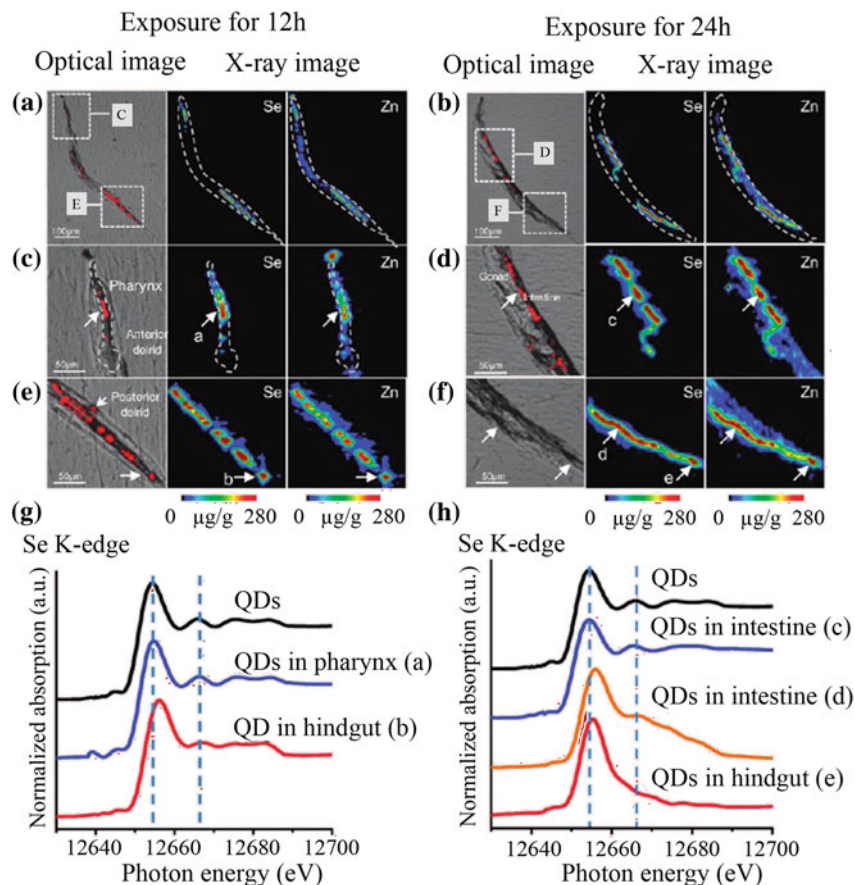 Exposure for 12h
Exposure for 24h
Optical image
X-ray image
Optical image
X-ray image
(a)
C
E
100μm
Se
Zn
(b)
D
F
100μm
Se
Zn
(c)
Pharynx
Anterior
deirid
50μm
Se
a
Zn
(d)
Gonad
Intestine
50μm
Se
c
Zn
(e)
Posterior
deirid
50μm
Se
b
Zn
(f)
50μm
Se
d
e
Zn
0 μg/g 280
0 μg/g 280
0 μg/g 280
0 μg/g 280
(g)
Se K-edge
Normalized absorption (a.u.)
QDs
QDs in pharynx (a)
QD in hindgut (b)
12640 12660 12680 12700
Photon energy (eV)
(h)
Se K-edge
Normalized absorption (a.u.)
QDs
QDs in intestine (c)
QDs in intestine (d)
QDs in hindgut (e)
12640 12660 12680 12700
Photon energy (eV)